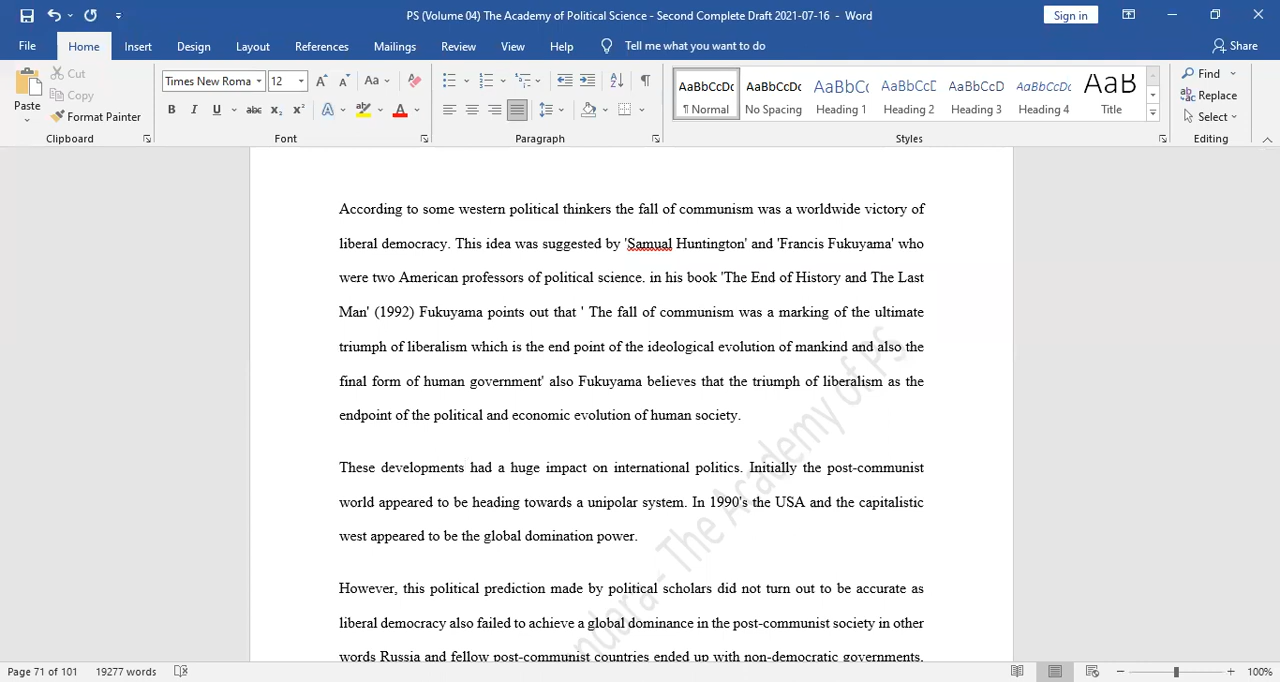 PS (Volume 04) The Academy of Political Science - Second Complete Draft 2021-07-16 - Word
Sign in
File Home Insert Design Layout References Mailings Review View Help Tell me what you want to do Share
Paste
Cut
Copy
Format Painter
Clipboard
Times New Roma 12
Font
Paragraph
AaBbCcDc AaBbCcDc AaBbC AaBbCcD AaBbCcD AaBbCcDc AaB
¶ Normal No Spacing Heading 1 Heading 2 Heading 3 Heading 4 Title
Styles
Find
Replace
Select
Editing
According to some western political thinkers the fall of communism was a worldwide victory of
liberal democracy. This idea was suggested by 'Samual Huntington' and 'Francis Fukuyama' who
were two American professors of political science. in his book 'The End of History and The Last
Man' (1992) Fukuyama points out that ' The fall of communism was a marking of the ultimate
triumph of liberalism which is the end point of the ideological evolution of mankind and also the
final form of human government' also Fukuyama believes that the triumph of liberalism as the
endpoint of the political and economic evolution of human society.
These developments had a huge impact on international politics. Initially the post-communist
world appeared to be heading towards a unipolar system. In 1990's the USA and the capitalistic
west appeared to be the global domination power.
However, this political prediction made by political scholars did not turn out to be accurate as
liberal democracy also failed to achieve a global dominance in the post-communist society in other
words Russia and fellow post-communist countries ended up with non-democratic governments.
- The Academy of PS
Page 71 of 101 19277 words 100%